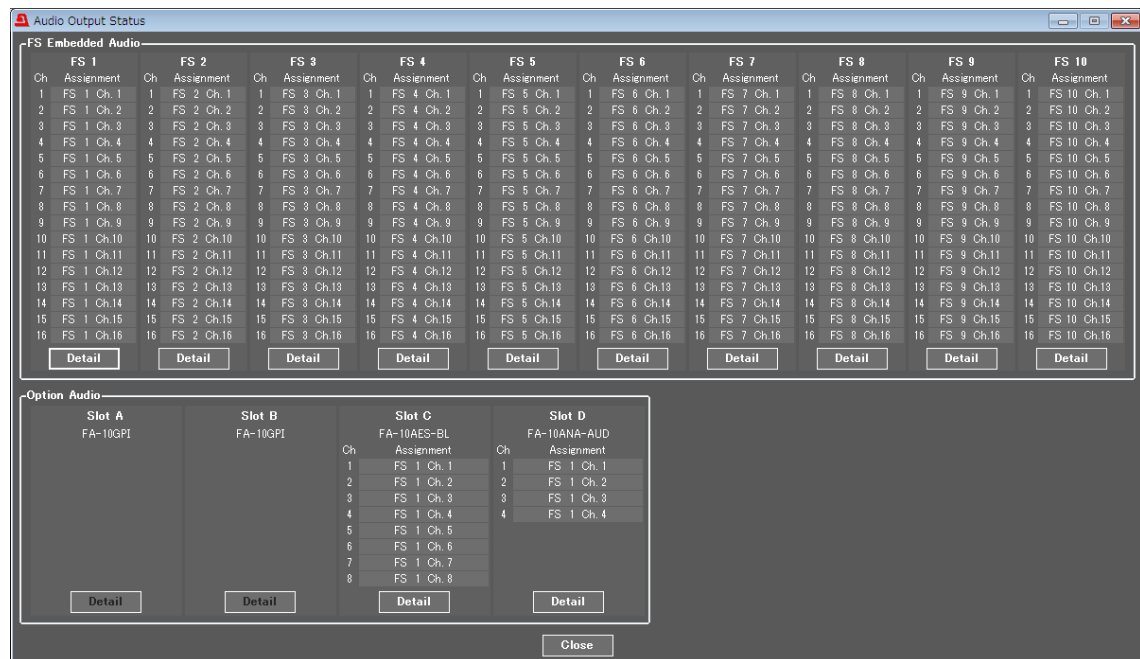 Audio Output Status
FS Embedded Audio
FS 1 FS 2 FS 3 FS 4 FS 5 FS 6 FS 7 FS 8 FS 9 FS 10
Ch Assignment Ch Assignment Ch Assignment Ch Assignment Ch Assignment Ch Assignment Ch Assignment Ch Assignment Ch Assignment Ch Assignment
1 FS 1 Ch. 1 1 FS 2 Ch. 1 1 FS 3 Ch. 1 1 FS 4 Ch. 1 1 FS 5 Ch. 1 1 FS 6 Ch. 1 1 FS 7 Ch. 1 1 FS 8 Ch. 1 1 FS 9 Ch. 1 1 FS 10 Ch. 1
2 FS 1 Ch. 2 2 FS 2 Ch. 2 2 FS 3 Ch. 2 2 FS 4 Ch. 2 2 FS 5 Ch. 2 2 FS 6 Ch. 2 2 FS 7 Ch. 2 2 FS 8 Ch. 2 2 FS 9 Ch. 2 2 FS 10 Ch. 2
3 FS 1 Ch. 3 3 FS 2 Ch. 3 3 FS 3 Ch. 3 3 FS 4 Ch. 3 3 FS 5 Ch. 3 3 FS 6 Ch. 3 3 FS 7 Ch. 3 3 FS 8 Ch. 3 3 FS 9 Ch. 3 3 FS 10 Ch. 3
4 FS 1 Ch. 4 4 FS 2 Ch. 4 4 FS 3 Ch. 4 4 FS 4 Ch. 4 4 FS 5 Ch. 4 4 FS 6 Ch. 4 4 FS 7 Ch. 4 4 FS 8 Ch. 4 4 FS 9 Ch. 4 4 FS 10 Ch. 4
5 FS 1 Ch. 5 5 FS 2 Ch. 5 5 FS 3 Ch. 5 5 FS 4 Ch. 5 5 FS 5 Ch. 5 5 FS 6 Ch. 5 5 FS 7 Ch. 5 5 FS 8 Ch. 5 5 FS 9 Ch. 5 5 FS 10 Ch. 5
6 FS 1 Ch. 6 6 FS 2 Ch. 6 6 FS 3 Ch. 6 6 FS 4 Ch. 6 6 FS 5 Ch. 6 6 FS 6 Ch. 6 6 FS 7 Ch. 6 6 FS 8 Ch. 6 6 FS 9 Ch. 6 6 FS 10 Ch. 6
7 FS 1 Ch. 7 7 FS 2 Ch. 7 7 FS 3 Ch. 7 7 FS 4 Ch. 7 7 FS 5 Ch. 7 7 FS 6 Ch. 7 7 FS 7 Ch. 7 7 FS 8 Ch. 7 7 FS 9 Ch. 7 7 FS 10 Ch. 7
8 FS 1 Ch. 8 8 FS 2 Ch. 8 8 FS 3 Ch. 8 8 FS 4 Ch. 8 8 FS 5 Ch. 8 8 FS 6 Ch. 8 8 FS 7 Ch. 8 8 FS 8 Ch. 8 8 FS 9 Ch. 8 8 FS 10 Ch. 8
9 FS 1 Ch. 9 9 FS 2 Ch. 9 9 FS 3 Ch. 9 9 FS 4 Ch. 9 9 FS 5 Ch. 9 9 FS 6 Ch. 9 9 FS 7 Ch. 9 9 FS 8 Ch. 9 9 FS 9 Ch. 9 9 FS 10 Ch. 9
10 FS 1 Ch.10 10 FS 2 Ch.10 10 FS 3 Ch.10 10 FS 4 Ch.10 10 FS 5 Ch.10 10 FS 6 Ch.10 10 FS 7 Ch.10 10 FS 8 Ch.10 10 FS 9 Ch.10 10 FS 10 Ch.10
11 FS 1 Ch.11 11 FS 2 Ch.11 11 FS 3 Ch.11 11 FS 4 Ch.11 11 FS 5 Ch.11 11 FS 6 Ch.11 11 FS 7 Ch.11 11 FS 8 Ch.11 11 FS 9 Ch.11 11 FS 10 Ch.11
12 FS 1 Ch.12 12 FS 2 Ch.12 12 FS 3 Ch.12 12 FS 4 Ch.12 12 FS 5 Ch.12 12 FS 6 Ch.12 12 FS 7 Ch.12 12 FS 8 Ch.12 12 FS 9 Ch.12 12 FS 10 Ch.12
13 FS 1 Ch.13 13 FS 2 Ch.13 13 FS 3 Ch.13 13 FS 4 Ch.13 13 FS 5 Ch.13 13 FS 6 Ch.13 13 FS 7 Ch.13 13 FS 8 Ch.13 13 FS 9 Ch.13 13 FS 10 Ch.13
14 FS 1 Ch.14 14 FS 2 Ch.14 14 FS 3 Ch.14 14 FS 4 Ch.14 14 FS 5 Ch.14 14 FS 6 Ch.14 14 FS 7 Ch.14 14 FS 8 Ch.14 14 FS 9 Ch.14 14 FS 10 Ch.14
15 FS 1 Ch.15 15 FS 2 Ch.15 15 FS 3 Ch.15 15 FS 4 Ch.15 15 FS 5 Ch.15 15 FS 6 Ch.15 15 FS 7 Ch.15 15 FS 8 Ch.15 15 FS 9 Ch.15 15 FS 10 Ch.15
16 FS 1 Ch.16 16 FS 2 Ch.16 16 FS 3 Ch.16 16 FS 4 Ch.16 16 FS 5 Ch.16 16 FS 6 Ch.16 16 FS 7 Ch.16 16 FS 8 Ch.16 16 FS 9 Ch.16 16 FS 10 Ch.16
Detail Detail Detail Detail Detail Detail Detail Detail Detail Detail
Option Audio
Slot A Slot B Slot C Slot D
FA-10GPI FA-10GPI FA-10AES-BL FA-10ANA-AUD
Ch Assignment Ch Assignment
1 FS 1 Ch. 1 1 FS 1 Ch. 1
2 FS 1 Ch. 2 2 FS 1 Ch. 2
3 FS 1 Ch. 3 3 FS 1 Ch. 3
4 FS 1 Ch. 4 4 FS 1 Ch. 4
5 FS 1 Ch. 5
6 FS 1 Ch. 6
7 FS 1 Ch. 7
8 FS 1 Ch. 8
Detail Detail Detail Detail
Close